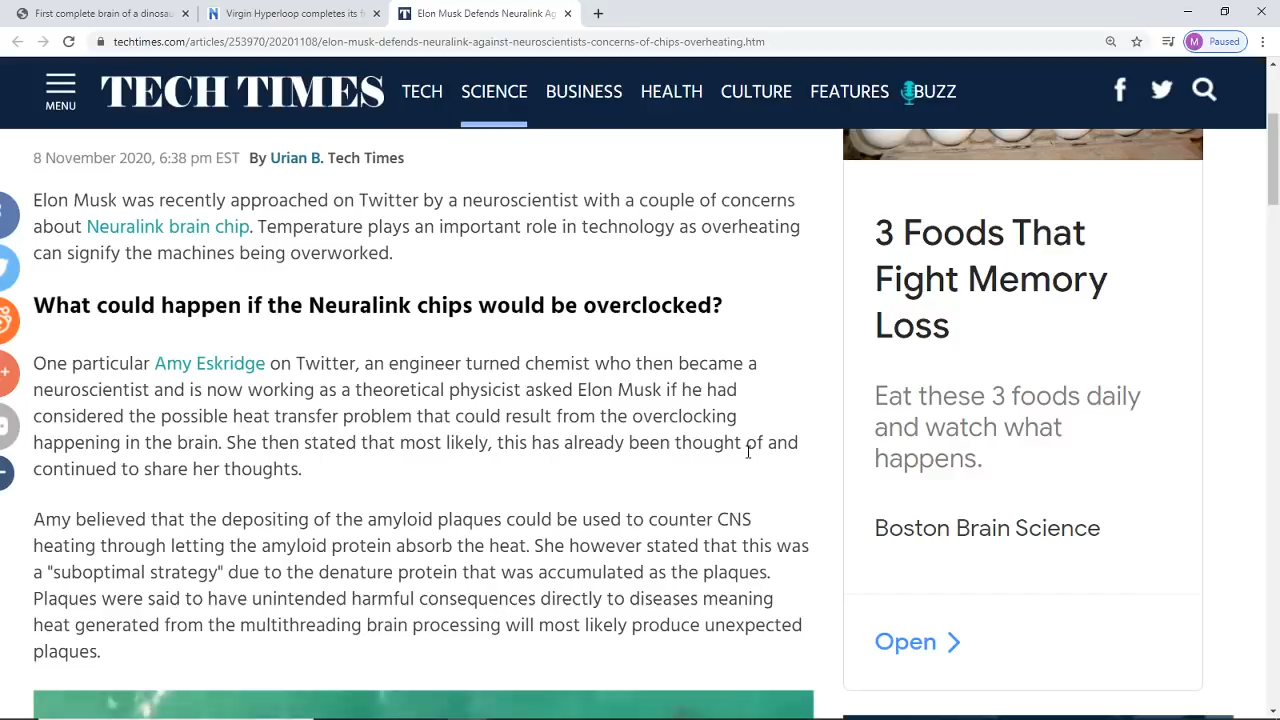 First complete brain of a dinosau
Virgin Hyperloop completes its f
Elon Musk Defends Neuralink Ag
techtimes.com/articles/253970/20201108/elon-musk-defends-neuralink-against-neuroscientists-concerns-of-chips-overheating.htm
M Paused
MENU
TECH TIMES
TECH SCIENCE BUSINESS HEALTH CULTURE FEATURES BUZZ
8 November 2020, 6:38 pm EST By Urian B. Tech Times
Elon Musk was recently approached on Twitter by a neuroscientist with a couple of concerns
about Neuralink brain chip. Temperature plays an important role in technology as overheating
can signify the machines being overworked.
What could happen if the Neuralink chips would be overclocked?
One particular Amy Eskridge on Twitter, an engineer turned chemist who then became a
neuroscientist and is now working as a theoretical physicist asked Elon Musk if he had
considered the possible heat transfer problem that could result from the overclocking
happening in the brain. She then stated that most likely, this has already been thought of and
continued to share her thoughts.
Amy believed that the depositing of the amyloid plaques could be used to counter CNS
heating through letting the amyloid protein absorb the heat. She however stated that this was
a "suboptimal strategy" due to the denature protein that was accumulated as the plaques.
Plaques were said to have unintended harmful consequences directly to diseases meaning
heat generated from the multithreading brain processing will most likely produce unexpected
plaques.
3 Foods That
Fight Memory
Loss
Eat these 3 foods daily
and watch what
happens.
Boston Brain Science
Open